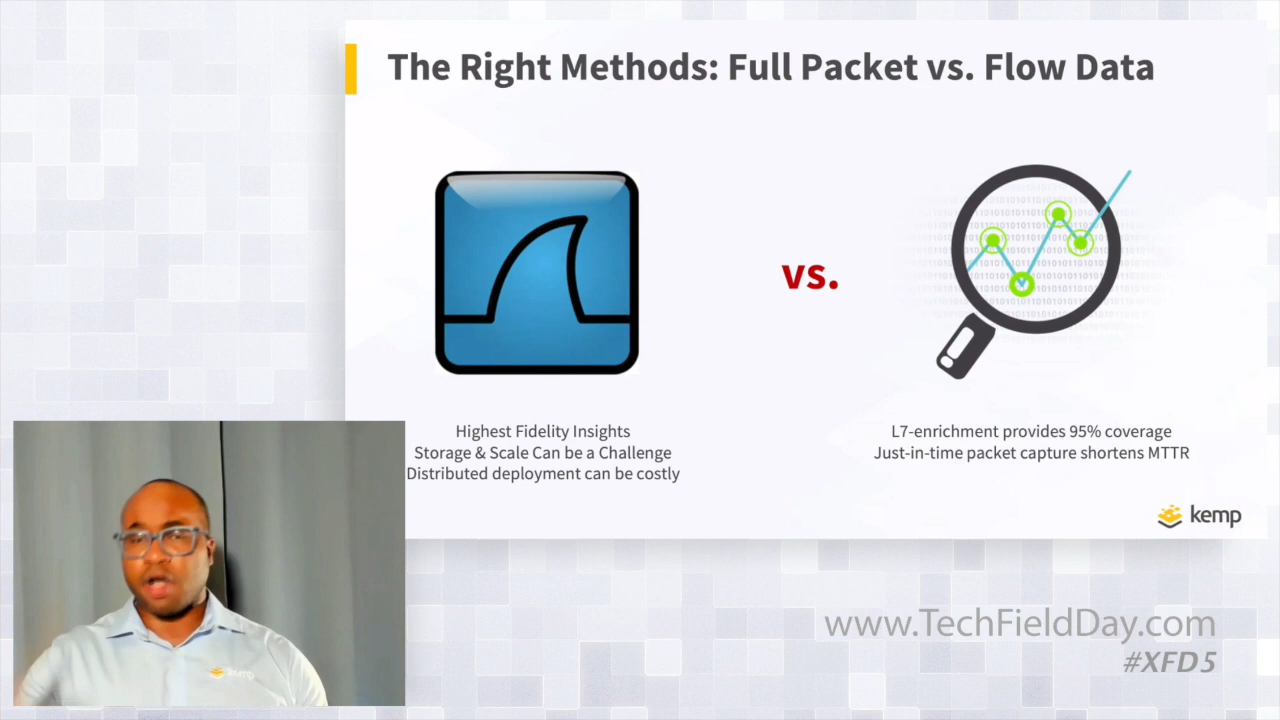 The Right Methods: Full Packet vs. Flow Data
vs.
Highest Fidelity Insights
Storage & Scale Can be a Challenge
Distributed deployment can be costly
L7-enrichment provides 95% coverage
Just-in-time packet capture shortens MTTR
kemp
kemp
www.TechFieldDay.com
#XFD5